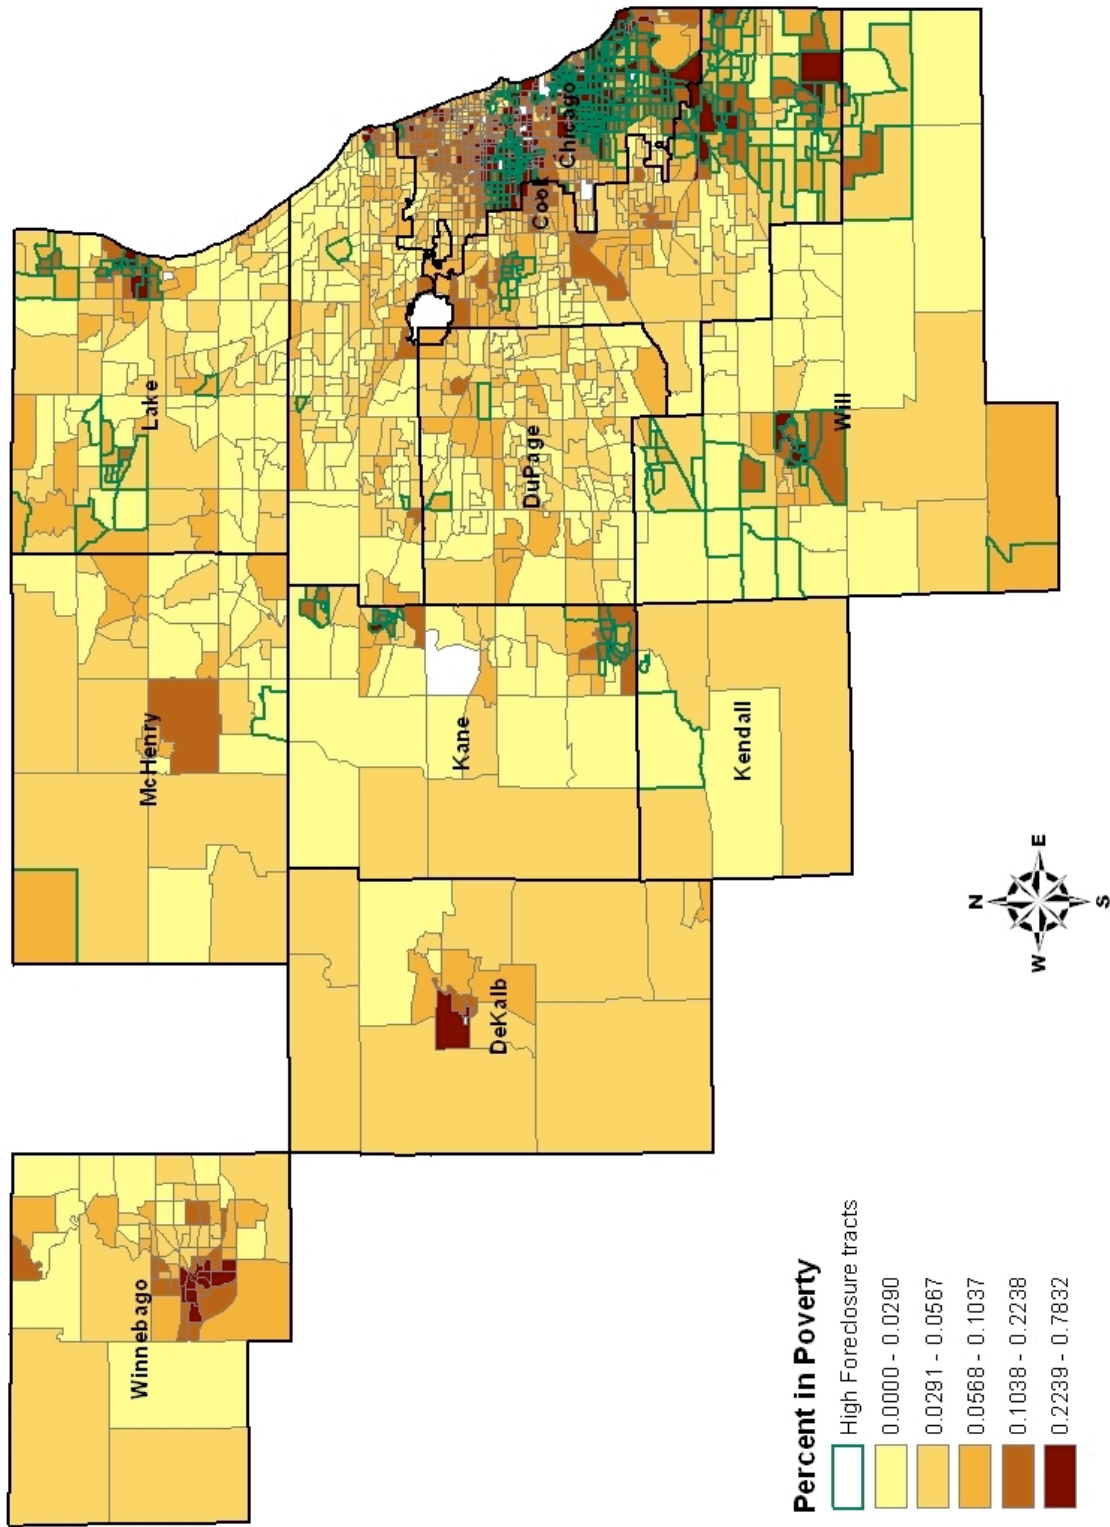 Lake
McHenry
Cook
Chicago
DuPage
Kane
Will
Kendall
DeKalb
Winnebago
N
W
E
S
Percent in Poverty
High Foreclosure tracts
0.0000 - 0.0290
0.0291 - 0.0567
0.0568 - 0.1037
0.1038 - 0.2238
0.2239 - 0.7832